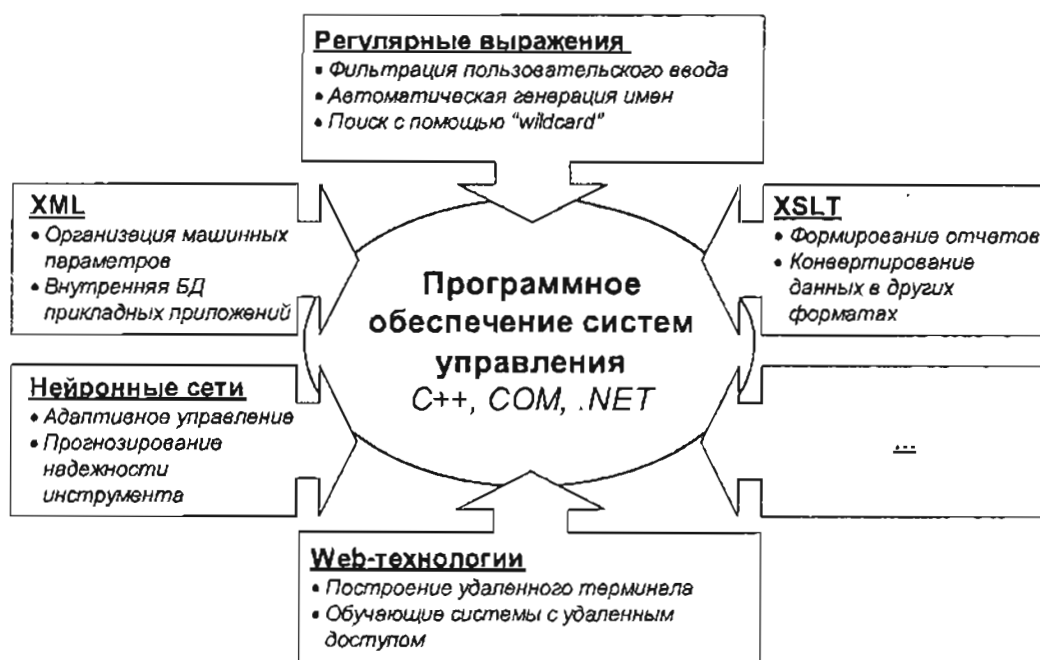 Регулярные выражения
▪ Фильтрация пользовательского ввода
▪ Автоматическая генерация имен
▪ Поиск с помощью "wildcard"
XML
• Организация машинных
параметров
• Внутренняя БД
прикладных приложений
XSLT
• Формирование отчетов
• Конвертирование
данных в других
форматах
Программное
обеспечение систем
управления
C++, COM, .NET
Нейронные сети
• Адаптивное управление
• Прогнозирование
надежности
инструмента
...
Web-технологии
• Построение удаленного терминала
• Обучающие системы с удаленным
доступом